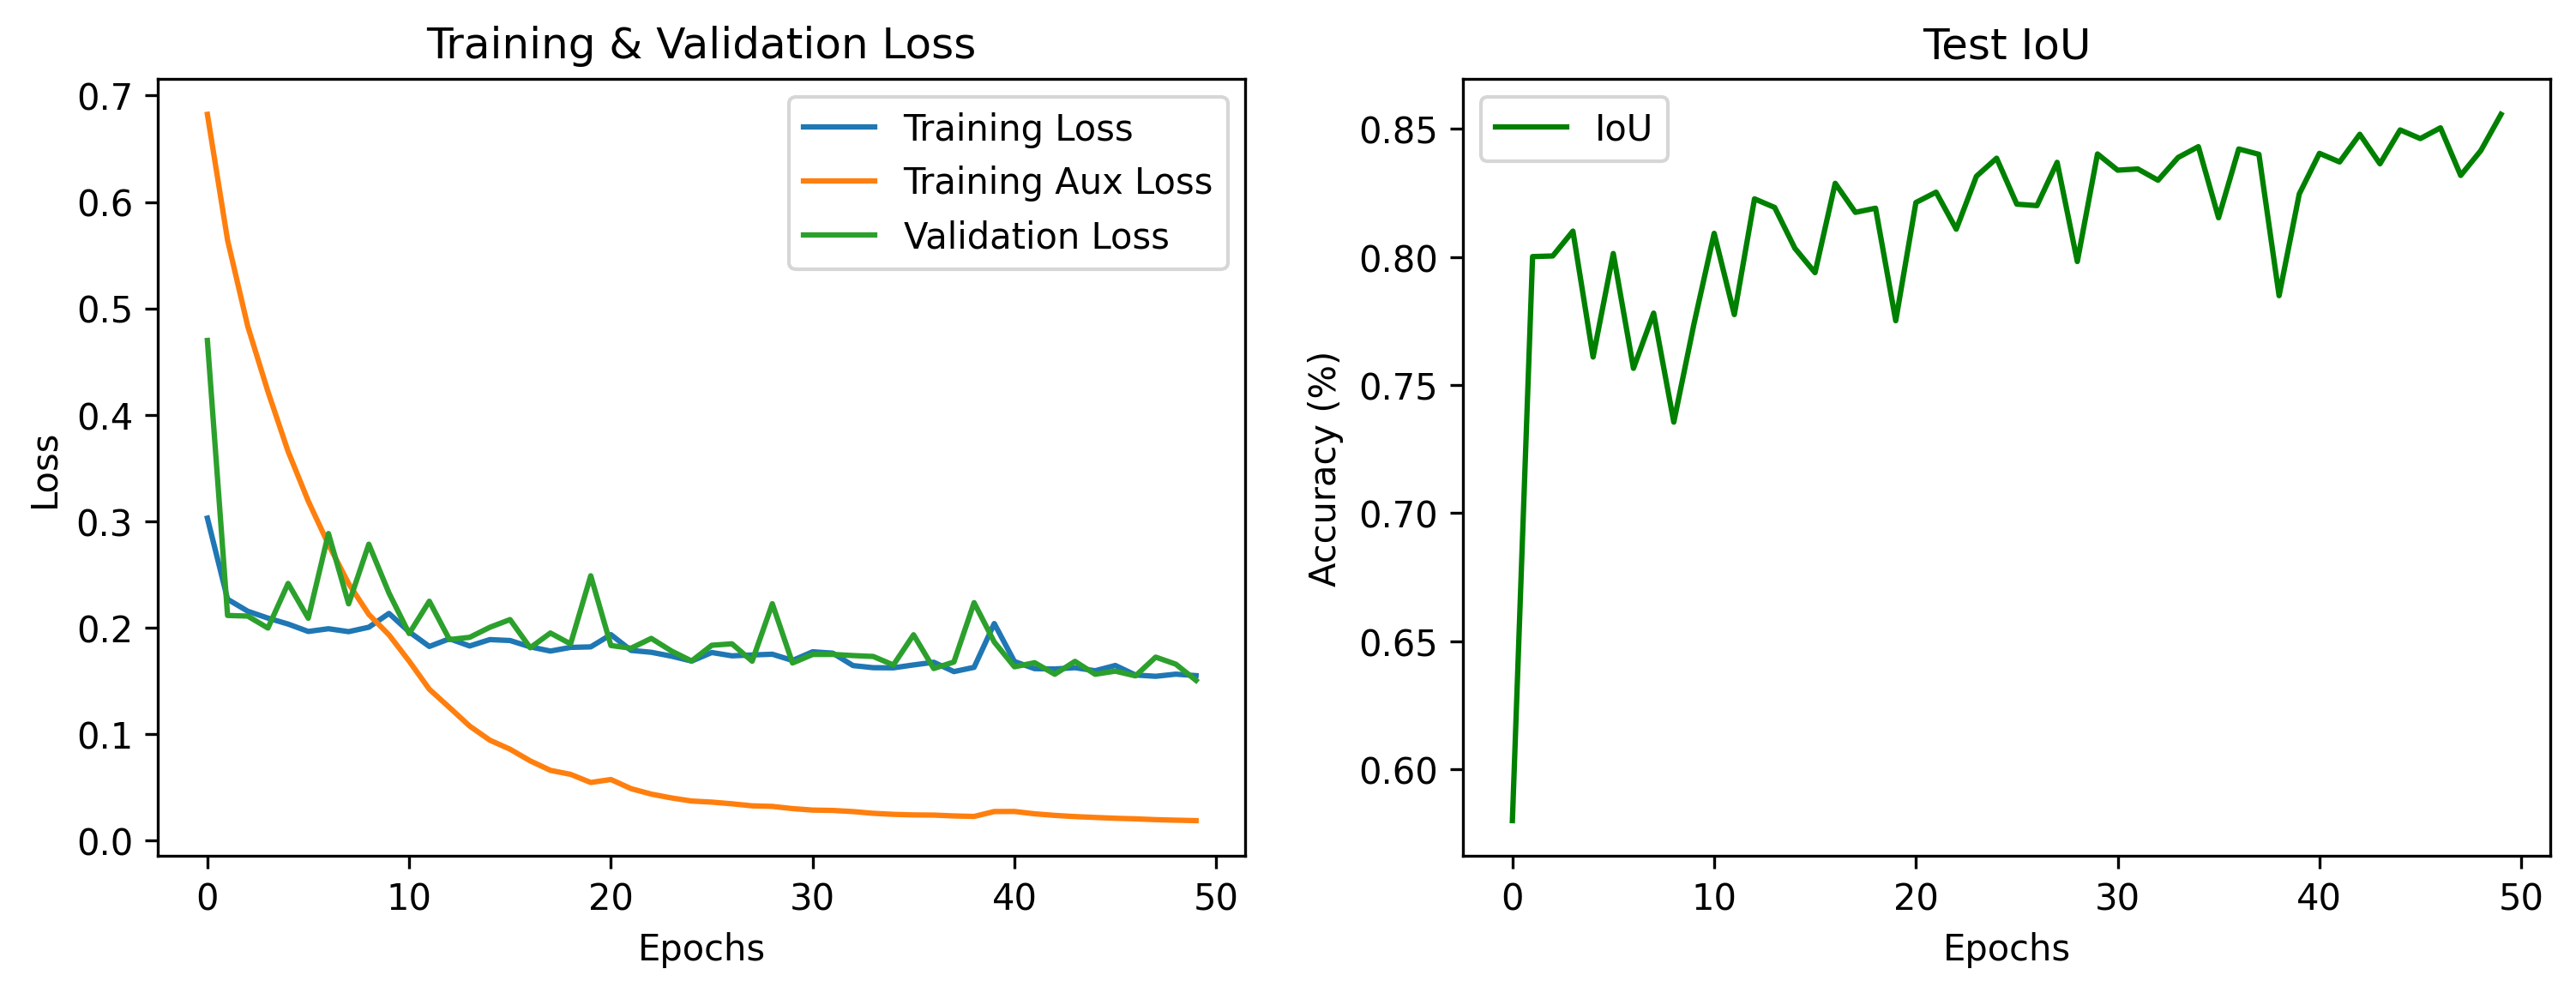 Training & Validation Loss
0.7
0.6
0.5
0.4
0.3
0.2
0.1
0.0
Loss
Training Loss
Training Aux Loss
Validation Loss
0 10 20 30 40 50
Epochs
Test IoU
0.85
0.80
0.75
0.70
0.65
0.60
Accuracy (%)
IoU
0 10 20 30 40 50
Epochs